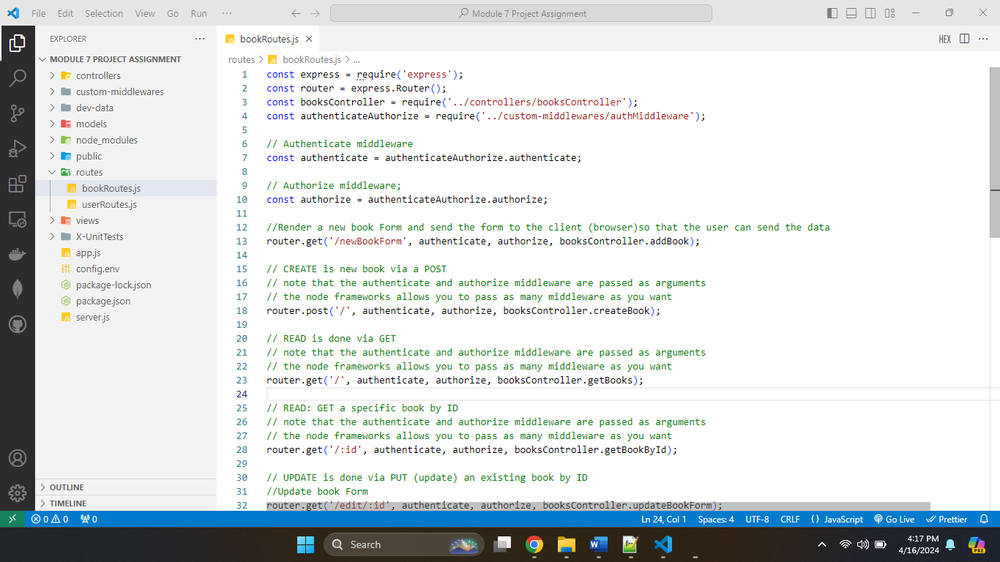 File Edit Selection View Go Run ··· Module 7 Project Assignment
EXPLORER ···
MODULE 7 PROJECT ASSIGNMENT
controllers
custom-middlewares
dev-data
models
node_modules
public
routes
bookRoutes.js
userRoutes.js
views
X-UnitTests
app.js
config.env
package-lock.json
package.json
server.js
OUTLINE
TIMELINE
bookRoutes.js HEX ···
routes > bookRoutes.js > ...
1 const express = require('express');
2 const router = express.Router();
3 const booksController = require('../controllers/booksController');
4 const authenticateAuthorize = require('../custom-middlewares/authMiddleware');
5
6 // Authenticate middleware
7 const authenticate = authenticateAuthorize.authenticate;
8
9 // Authorize middleware;
10 const authorize = authenticateAuthorize.authorize;
11
12 //Render a new book Form and send the form to the client (browser)so that the user can send the data
13 router.get('/newBookForm', authenticate, authorize, booksController.addBook);
14
15 // CREATE is new book via a POST
16 // note that the authenticate and authorize middleware are passed as arguments
17 // the node frameworks allows you to pass as many middleware as you want
18 router.post('/', authenticate, authorize, booksController.createBook);
19
20 // READ is done via GET
21 // note that the authenticate and authorize middleware are passed as arguments
22 // the node frameworks allows you to pass as many middleware as you want
23 router.get('/', authenticate, authorize, booksController.getBooks);
24
25 // READ: GET a specific book by ID
26 // note that the authenticate and authorize middleware are passed as arguments
27 // the node frameworks allows you to pass as many middleware as you want
28 router.get('/:id', authenticate, authorize, booksController.getBookById);
29
30 // UPDATE is done via PUT (update) an existing book by ID
31 //Update book Form
32 router.get('/edit/:id', authenticate, authorize, booksController.updateBookForm);
0 0 0 Ln 24, Col 1 Spaces: 4 UTF-8 CRLF {} JavaScript Go Live Prettier
Search
4:17 PM
4/16/2024
PRE